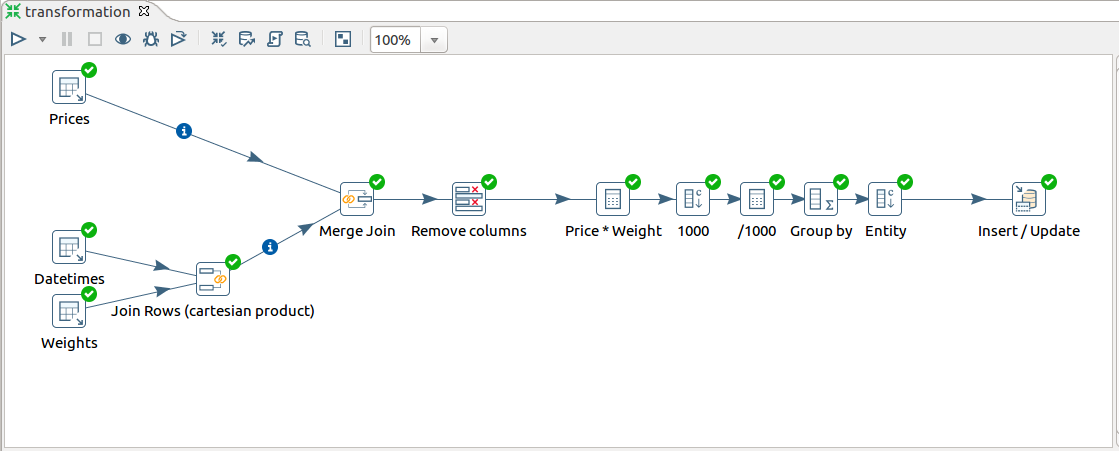 transformation
100%
Prices
Merge Join
Remove columns
Price * Weight
1000
/1000
Group by
Entity
Insert / Update
Datetimes
Join Rows (cartesian product)
Weights